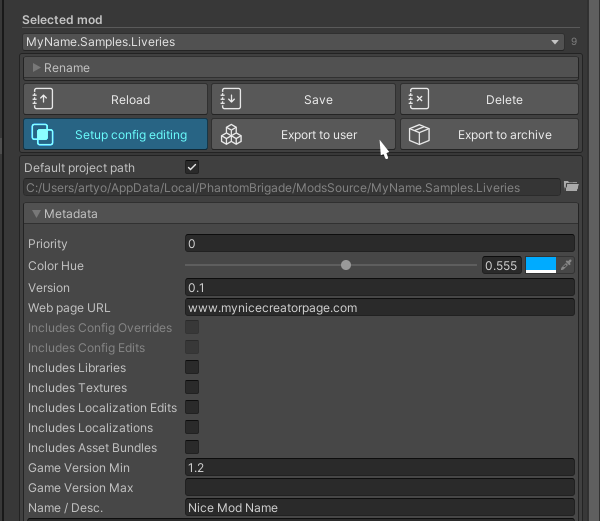 Selected mod
MyName.Samples.Liveries 9
Rename
Reload Save Delete
Setup config editing Export to user Export to archive
Default project path
C:/Users/artyo/AppData/Local/PhantomBrigade/ModsSource/MyName.Samples.Liveries
Metadata
Priority 0
Color Hue 0.555
Version 0.1
Web page URL www.mynicecreatorpage.com
Includes Config Overrides
Includes Config Edits
Includes Libraries
Includes Textures
Includes Localization Edits
Includes Localizations
Includes Asset Bundles
Game Version Min 1.2
Game Version Max
Name / Desc. Nice Mod Name